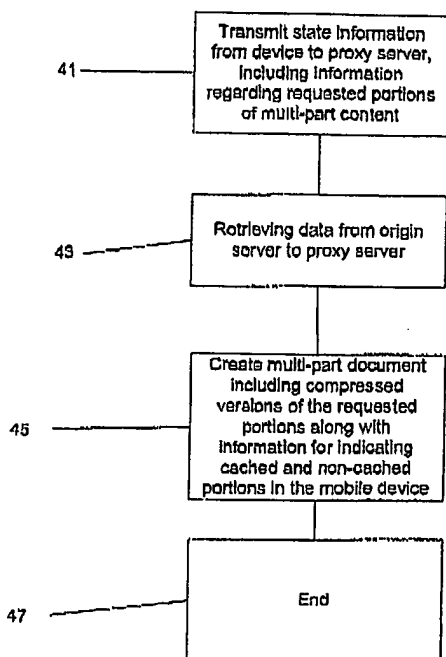 41
Transmit state information
from device to proxy server,
including information
regarding requested portions
of multi-part content
43
Rotrieving data from origin
server to proxy server
45
Create multi-part document
including compressed
versions of the requested
portions along with
information for indicating
cached and non-cached
portions in the mobile device
47
End